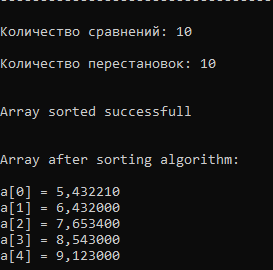 Количество сравнений: 10
Количество перестановок: 10
Array sorted successfull
Array after sorting algorithm:
a[0] = 5,432210
a[1] = 6,432000
a[2] = 7,653400
a[3] = 8,543000
a[4] = 9,123000